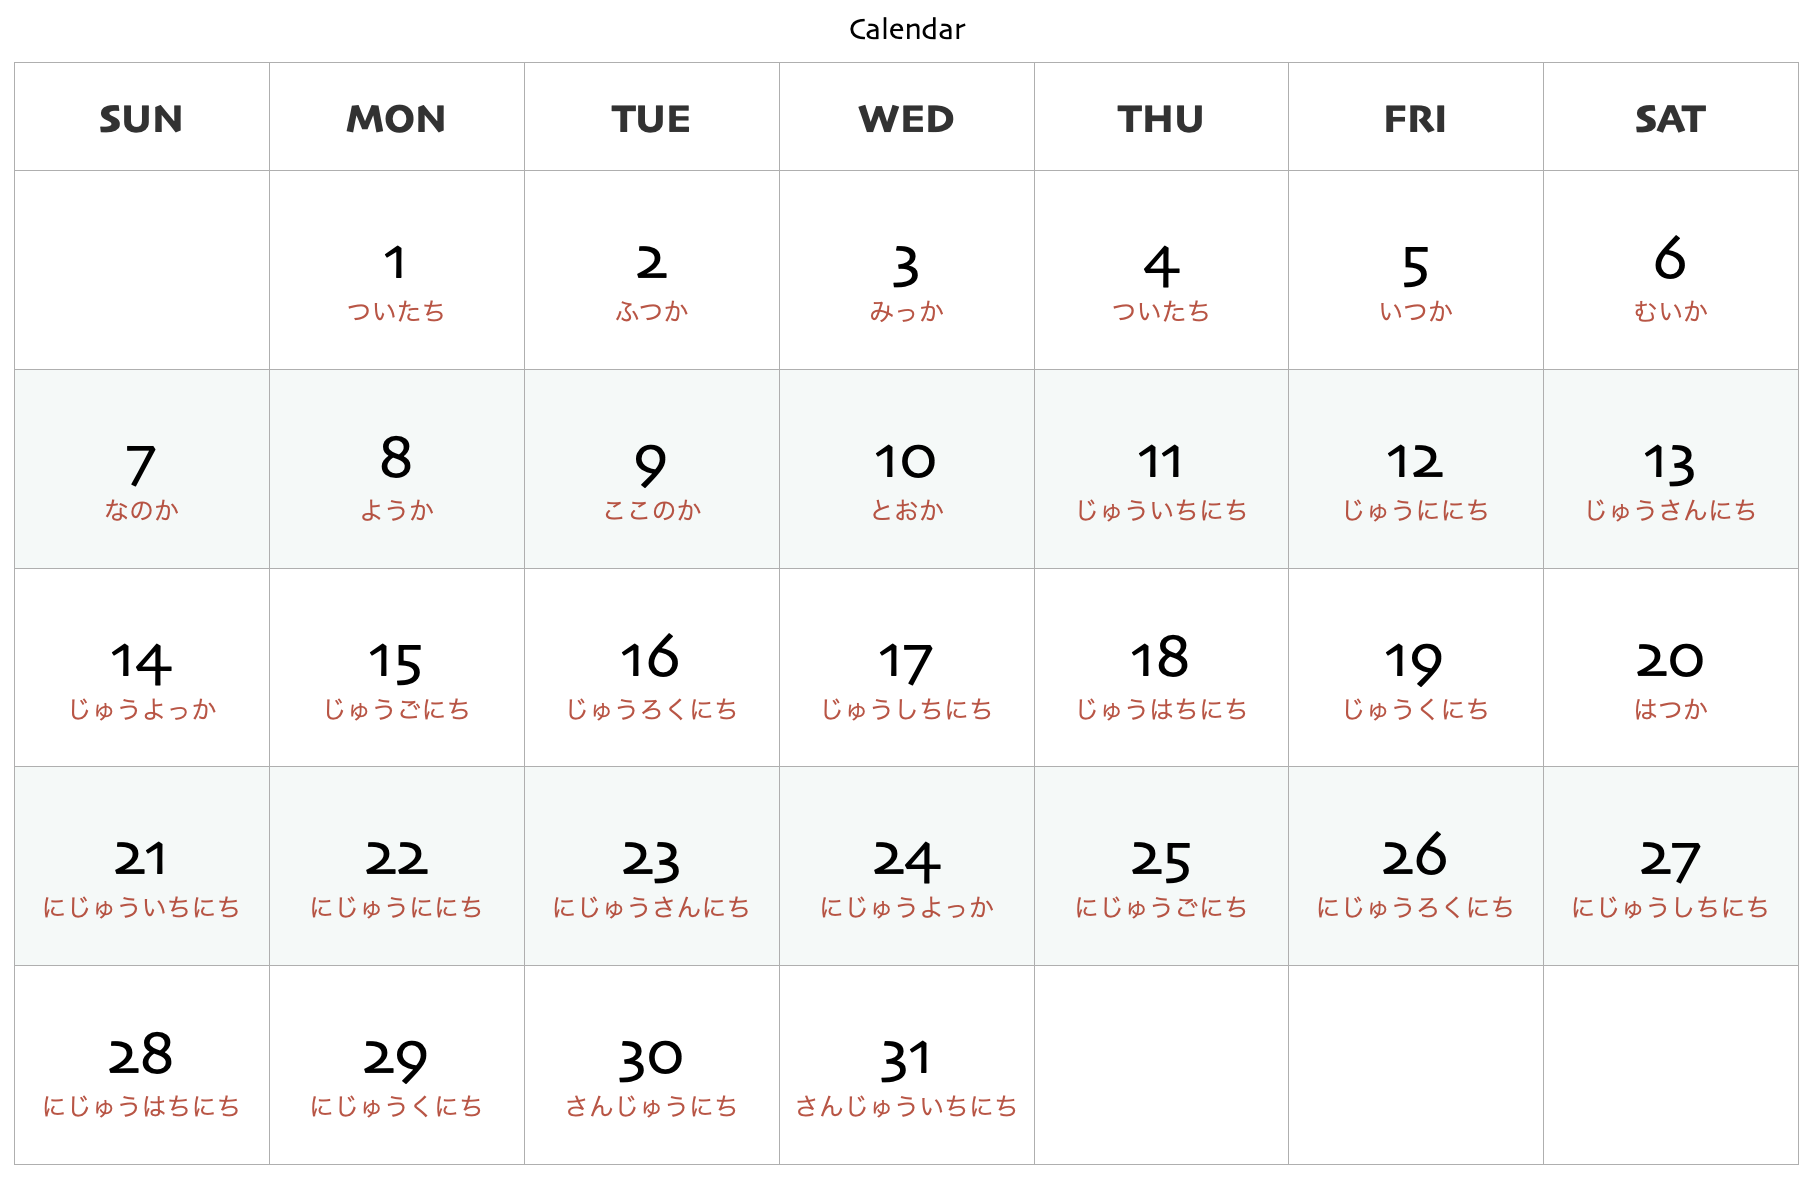 Calendar
SUN MON TUE WED THU FRI SAT
1 2 3 4 5 6
ついたち ふつか みっか ついたち いつか むいか
7 8 9 10 11 12 13
なのか ようか ここのか とおか じゅういちにち じゅうににち じゅうさんにち
14 15 16 17 18 19 20
じゅうよっか じゅうごにち じゅうろくにち じゅうしちにち じゅうはちにち じゅうくにち はつか
21 22 23 24 25 26 27
にじゅういちにち にじゅうににち にじゅうさんにち にじゅうよっか にじゅうごにち にじゅうろくにち にじゅうしちにち
28 29 30 31
にじゅうはちにち にじゅうくにち さんじゅうにち さんじゅういちにち